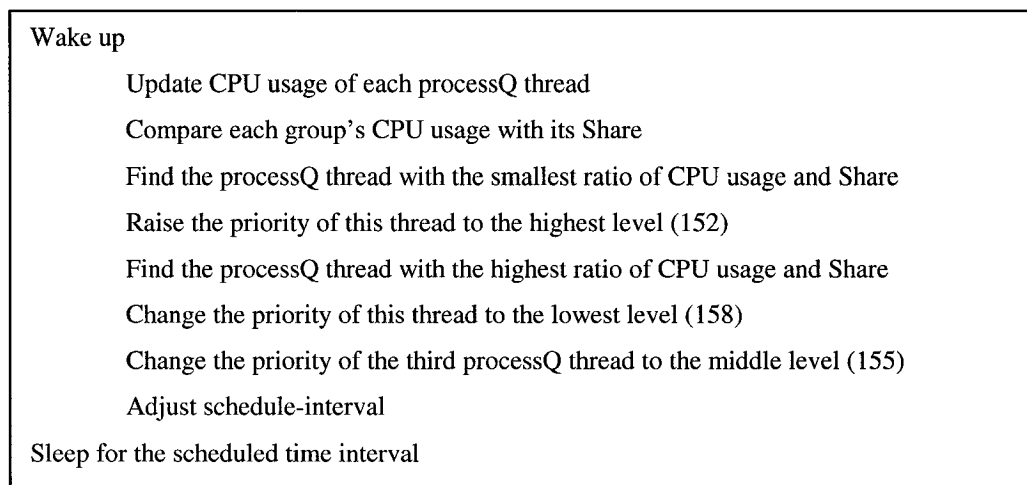 Wake up
Update CPU usage of each processQ thread
Compare each group's CPU usage with its Share
Find the processQ thread with the smallest ratio of CPU usage and Share
Raise the priority of this thread to the highest level (152)
Find the processQ thread with the highest ratio of CPU usage and Share
Change the priority of this thread to the lowest level (158)
Change the priority of the third processQ thread to the middle level (155)
Adjust schedule-interval
Sleep for the scheduled time interval